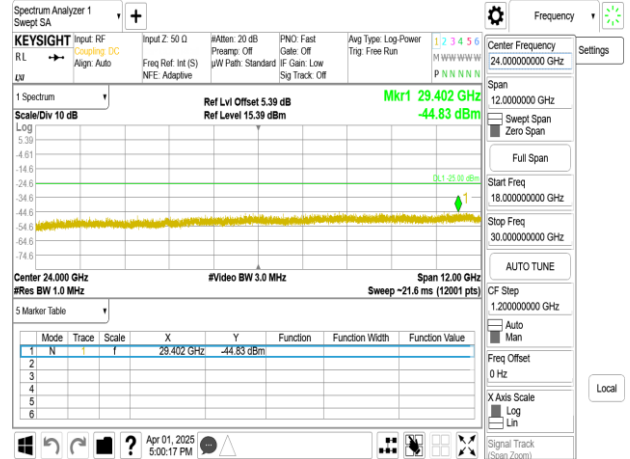 Spectrum Analyzer 1
Swept SA
+
Frequency
KEYSIGHT Input: RF
Input Z: 50 Ω
#Atten: 20 dB
PNO: Fast
Avg Type: Log-Power
1 2 3 4 5 6
RL
Coupling: DC
Preamp: Off
Gate: Off
Trig: Free Run
M W W W W W
Align: Auto
Freq Ref: Int (S)
µW Path: Standard
IF Gain: Low
NFE: Adaptive
Sig Track: Off
P N N N N N
1 Spectrum
Ref Lvl Offset 5.39 dB
Mkr1 29.402 GHz
Scale/Div 10 dB
Ref Level 15.39 dBm
-44.83 dBm
Log
5.39
-4.61
-14.6
DL1 -25.00 dBm
-24.6
-34.6
1
-44.6
-54.6
-64.6
-74.6
Center 24.000 GHz
#Video BW 3.0 MHz
Span 12.00 GHz
#Res BW 1.0 MHz
Sweep ~21.6 ms (12001 pts)
5 Marker Table
Mode Trace Scale X Y Function Function Width Function Value
1 N 1 f 29.402 GHz -44.83 dBm
2
3
4
5
6
Apr 01, 2025
5:00:17 PM
Center Frequency
24.000000000 GHz
Settings
Span
12.0000000 GHz
Swept Span
Zero Span
Full Span
Start Freq
18.000000000 GHz
Stop Freq
30.000000000 GHz
AUTO TUNE
CF Step
1.200000000 GHz
Auto
Man
Freq Offset
0 Hz
Local
X Axis Scale
Log
Lin
Signal Track
(Span Zoom)